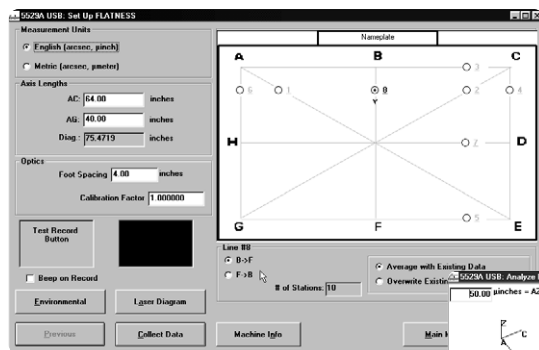 5529A USB: Set Up FLATNESS
Measurement Units
English (arcsec, pinch)
Metric (arcsec, pmeter)
Axis Lengths
AC: 64.00 inches
AG: 40.00 inches
Diag.: 75.4719 inches
Optics
Foot Spacing 4.00 inches
Calibration Factor 1.000000
Test Record
Button
Beep on Record
Environmental
Laser Diagram
Previous
Collect Data
Nameplate
A B C
3
6 1 8 2 4
Y
H 7 D
5
G F E
Line #8
B->F
F->B
# of Stations: 10
Average with Existing Data
Overwrite Existin
Machine Info
Main
5529A USB: Analyze
50.00 µinches = AZ
Z
C
A